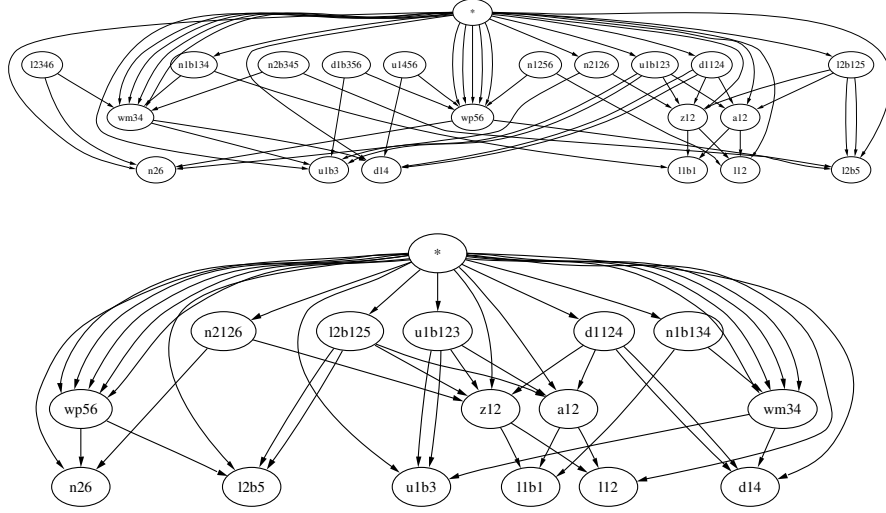 *
l2346 n1b134 n2b345 d1b356 u1456 n1256 n2126 u1b123 d1124 l2b125
wm34 wp56 z12 a12
n26 u1b3 d14 l1b1 l12 l2b5
*
n2126 l2b125 u1b123 d1124 n1b134
wp56 z12 a12 wm34
n26 l2b5 u1b3 l1b1 l12 d14